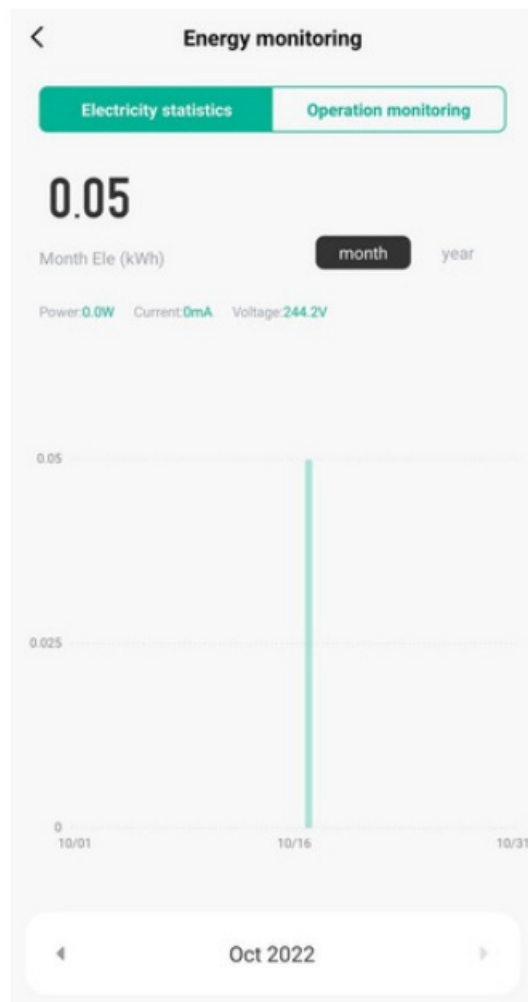 Energy monitoring
Electricity statistics Operation monitoring
0.05
Month Ele (kWh) month year
Power:0.0W Current:0mA Voltage:244.2V
0.05
0.025
0
10/01 10/16 10/31
Oct 2022